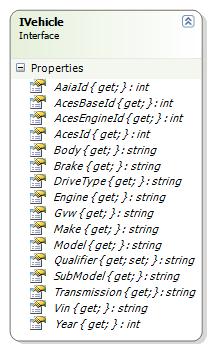 IVehicle
Interface
Properties
AaiaId { get; } : int
AcesBaseId { get; } : int
AcesEngineId { get; } : int
AcesId { get; } : int
Body { get; } : string
Brake { get; } : string
DriveType { get; } : string
Engine { get; } : string
Gvw { get; } : string
Make { get; } : string
Model { get; } : string
Qualifier { get; set; } : string
SubModel { get; } : string
Transmission { get; } : string
Vin { get; } : string
Year { get; } : int